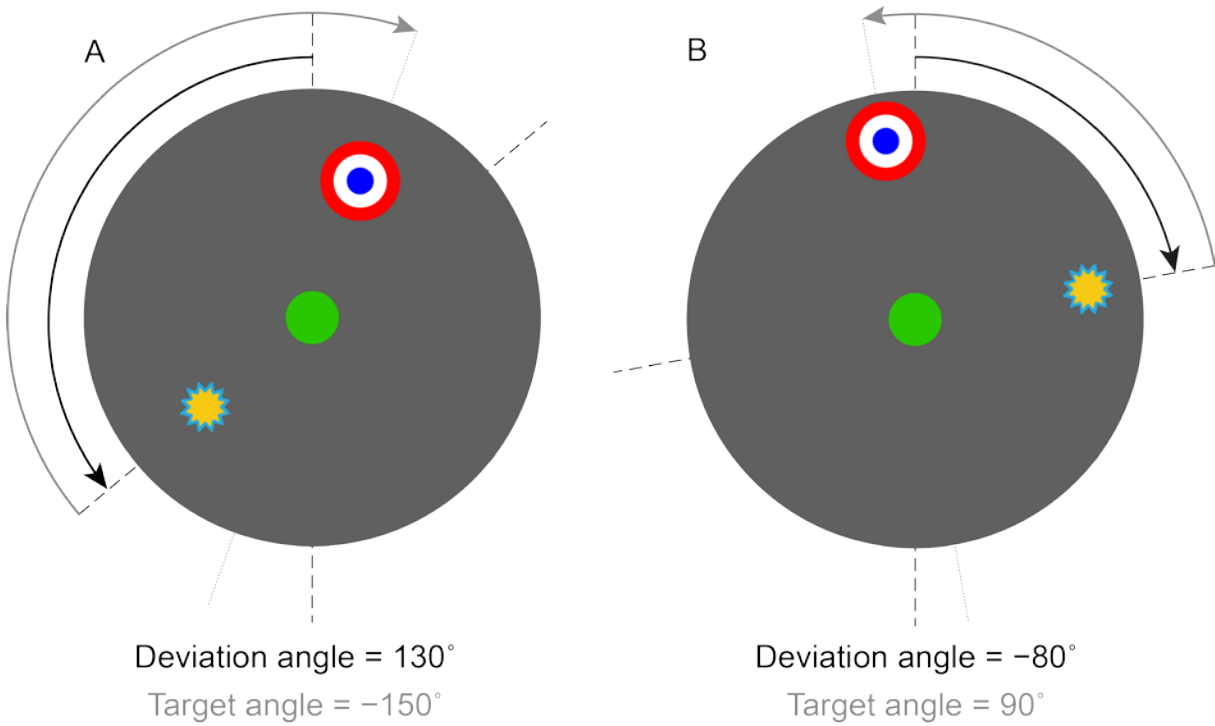 A
B
Deviation angle = 130°
Target angle = −150°
Deviation angle = −80°
Target angle = 90°